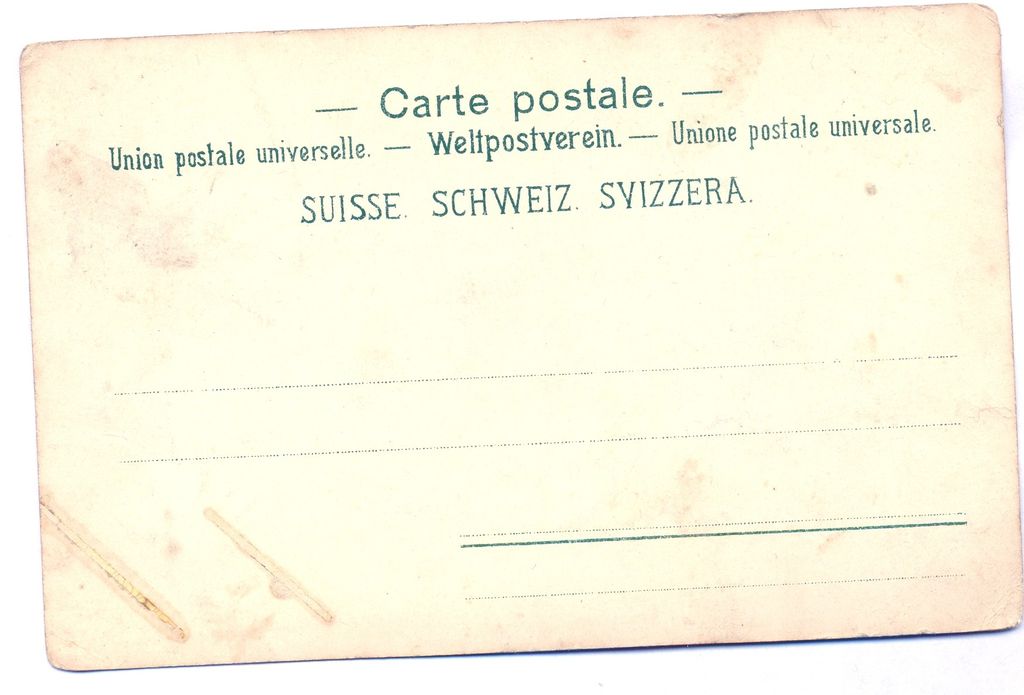 — Carte postale. —
Union postale universelle. — Weltpostverein. — Unione postale universale.
SUISSE. SCHWEIZ. SVIZZERA.